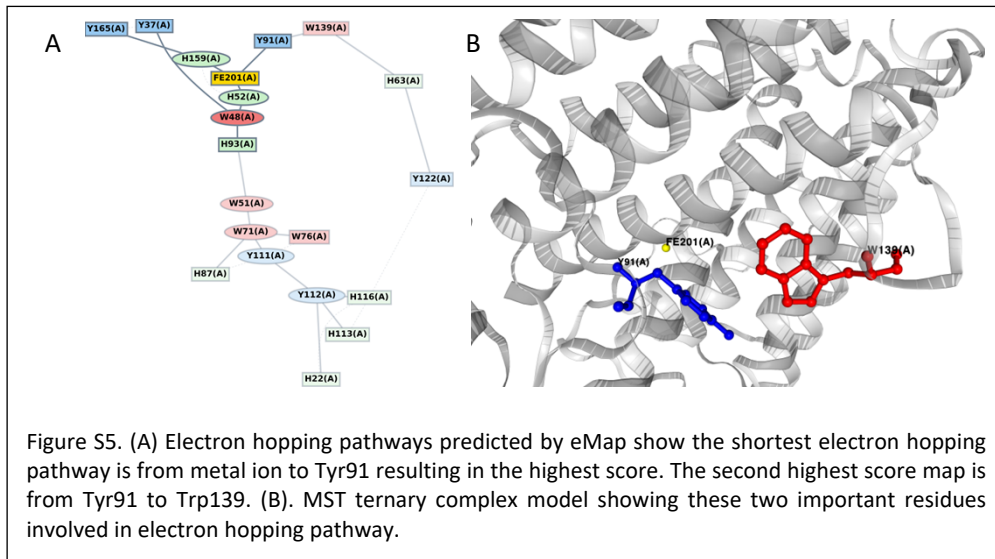 A
B
Y165(A)
Y37(A)
Y91(A)
W139(A)
H159(A)
FE201(A)
H63(A)
H52(A)
W48(A)
H93(A)
Y122(A)
W51(A)
W71(A)
W76(A)
Y111(A)
H87(A)
Y112(A)
H116(A)
H113(A)
H22(A)
FE201(A)
Y91(A)
W139(A)
Figure S5. (A) Electron hopping pathways predicted by eMap show the shortest electron hopping
pathway is from metal ion to Tyr91 resulting in the highest score. The second highest score map is
from Tyr91 to Trp139. (B). MST ternary complex model showing these two important residues
involved in electron hopping pathway.